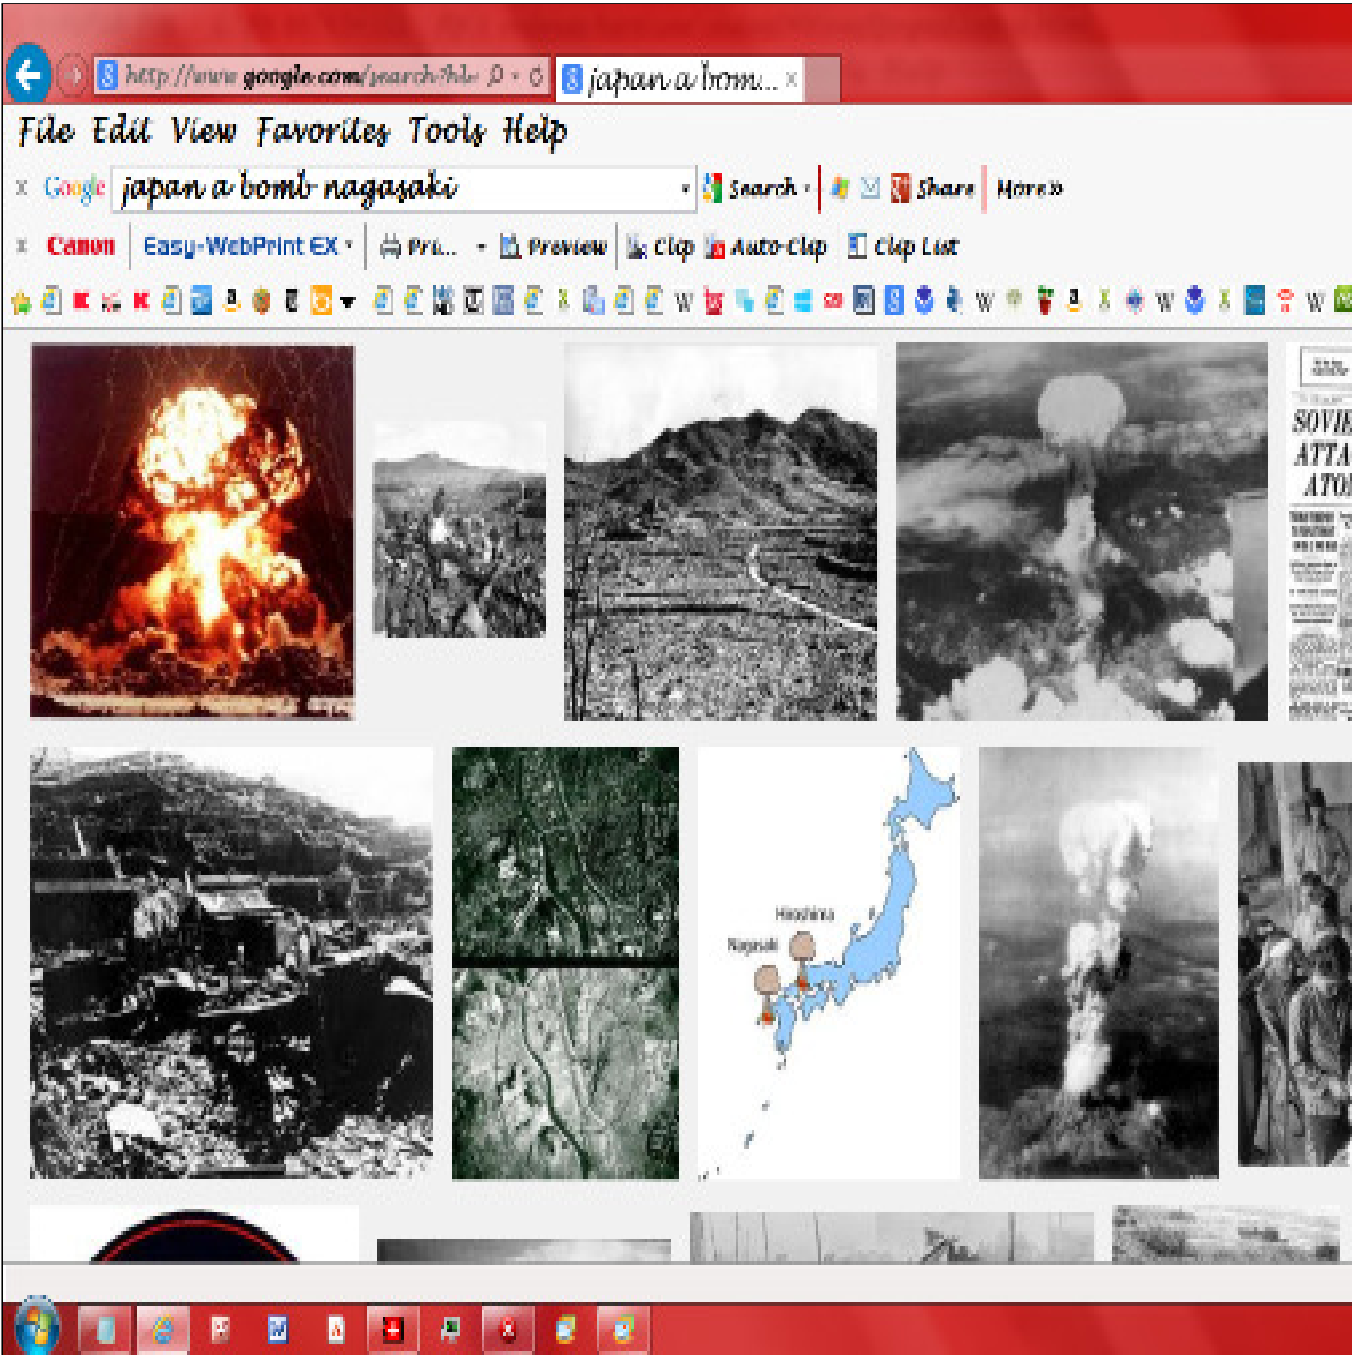 http://www.google.com/search?hl=
japan a bom...
File Edit View Favorites Tools Help
x Google japan a bomb nagasaki Search Share More»
x Canon Easy-WebPrint EX Pri... Preview Clip Auto Clip Clip List
SOVIE
ATTA
ATO
Hiroshima
Nagasaki